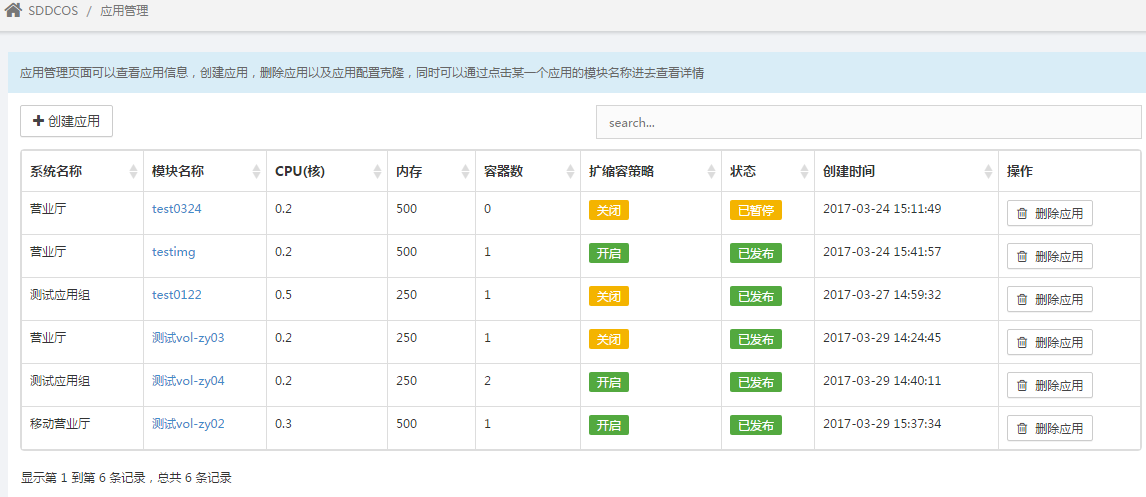 SDDCOS / 应用管理
应用管理页面可以查看应用信息，创建应用，删除应用以及应用配置克隆，同时可以通过点击某一个应用的模块名称进去查看详情
创建应用 search...
系统名称 模块名称 CPU(核) 内存 容器数 扩缩容策略 状态 创建时间 操作
营业厅 test0324 0.2 500 0 关闭 已暂停 2017-03-24 15:11:49 删除应用
营业厅 testimg 0.2 500 1 开启 已发布 2017-03-24 15:41:57 删除应用
测试应用组 test0122 0.5 250 1 关闭 已发布 2017-03-27 14:59:32 删除应用
营业厅 测试vol-zy03 0.2 250 1 关闭 已发布 2017-03-29 14:24:45 删除应用
测试应用组 测试vol-zy04 0.2 250 2 开启 已发布 2017-03-29 14:40:11 删除应用
移动营业厅 测试vol-zy02 0.3 500 1 开启 已发布 2017-03-29 15:37:34 删除应用
显示第 1 到第 6 条记录，总共 6 条记录